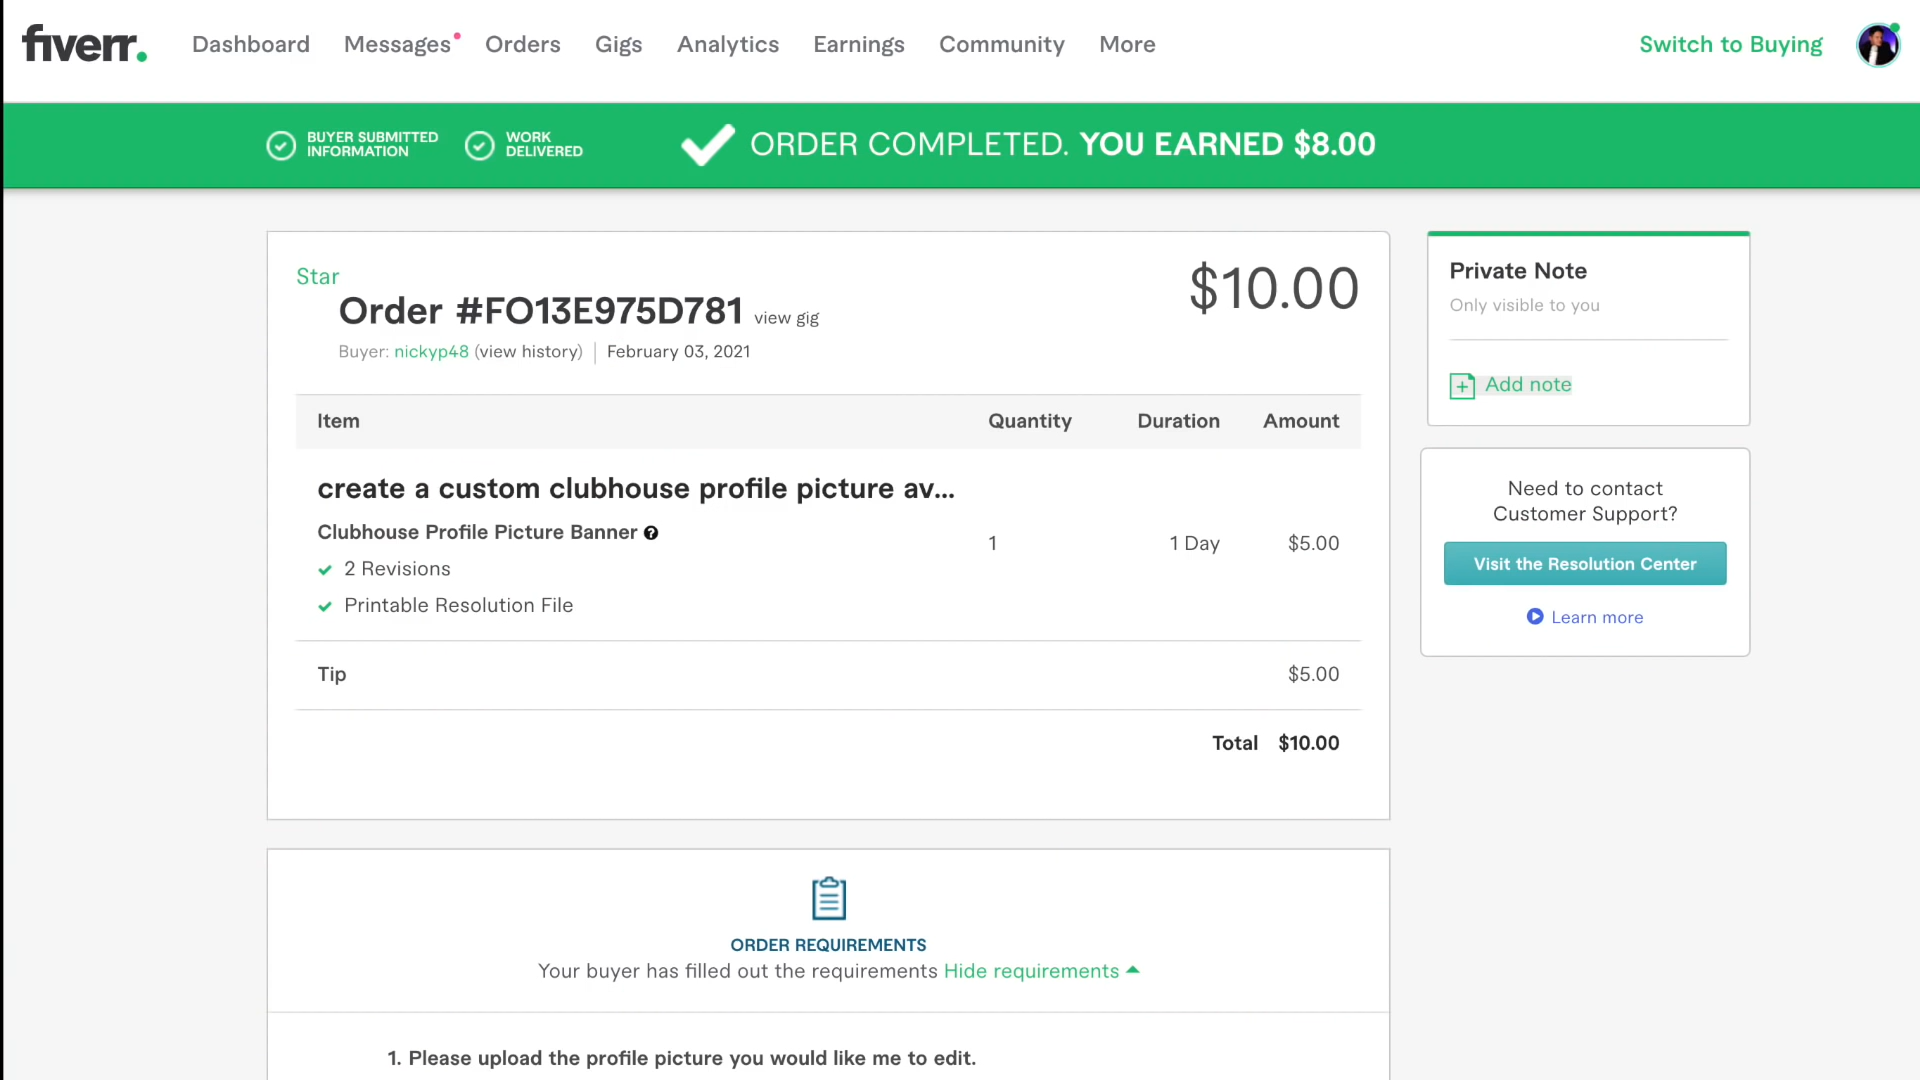 fiverr.
Dashboard Messages Orders Gigs Analytics Earnings Community More Switch to Buying
BUYER SUBMITTED INFORMATION
WORK DELIVERED
ORDER COMPLETED. YOU EARNED $8.00
Star
Order #FO13E975D781 view gig
$10.00
Buyer: nickyp48 (view history) February 03, 2021
Item Quantity Duration Amount
create a custom clubhouse profile picture av...
Clubhouse Profile Picture Banner
1 1 Day $5.00
2 Revisions
Printable Resolution File
Tip $5.00
Total $10.00
Private Note
Only visible to you
Add note
Need to contact
Customer Support?
Visit the Resolution Center
Learn more
ORDER REQUIREMENTS
Your buyer has filled out the requirements Hide requirements
1. Please upload the profile picture you would like me to edit.